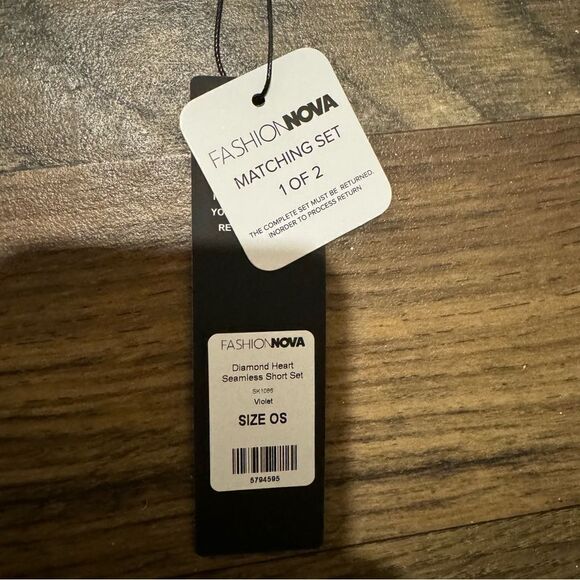 FASHIONNOVA
MATCHING SET
1 OF 2
THE COMPLETE SET MUST BE RETURNED.
INORDER TO PROCESS RETURN
YO
RE
FASHIONNOVA
Diamond Heart
Seamless Short Set
SK1086
Violet
SIZE OS
5794595